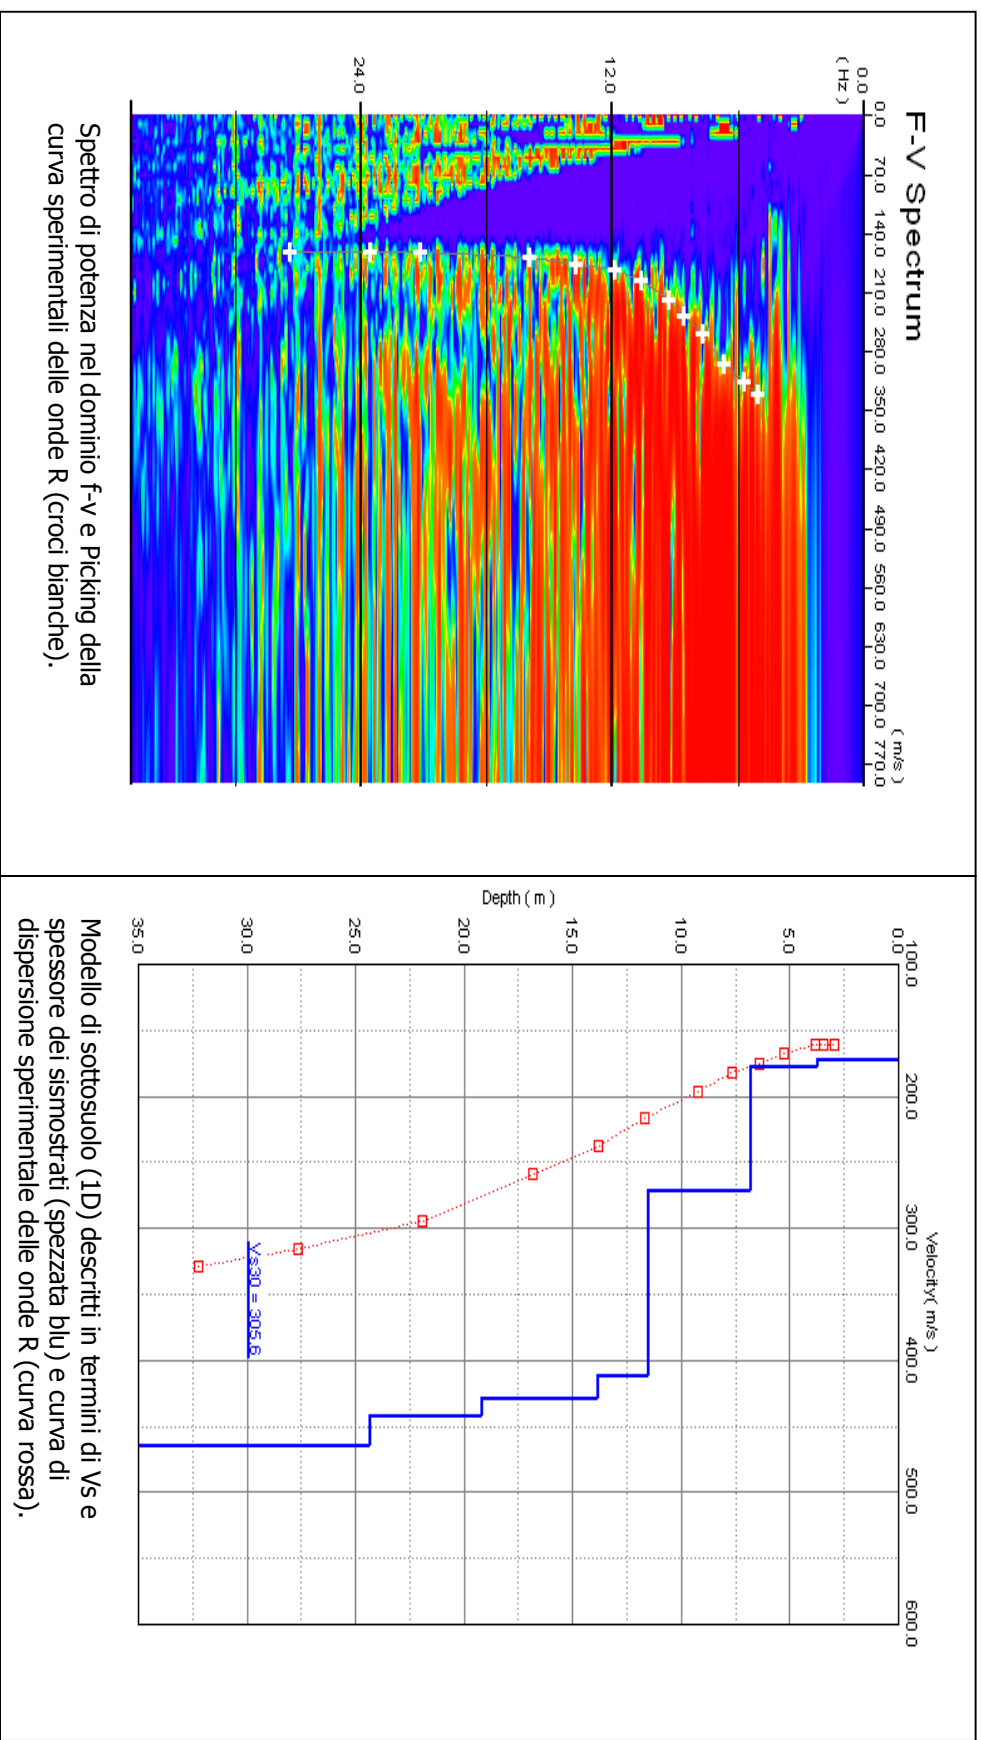 F-V Spectrum
( m/s )
0.0 70.0 140.0 210.0 280.0 350.0 420.0 490.0 560.0 630.0 700.0 770.0
0.0
( Hz )
12.0
24.0
Spettro di potenza nel dominio f-v e Picking della
curva sperimentali delle onde R (croci bianche).
Velocity( m/s )
100.0 200.0 300.0 400.0 500.0 600.0
0.0
5.0
10.0
15.0
20.0
25.0
30.0
35.0
Depth ( m )
Vs30 = 305.6
Modello di sottosuolo (1D) descritti in termini di Vs e
spessore dei sismostrati (spezzata blu) e curva di
dispersione sperimentale delle onde R (curva rossa).